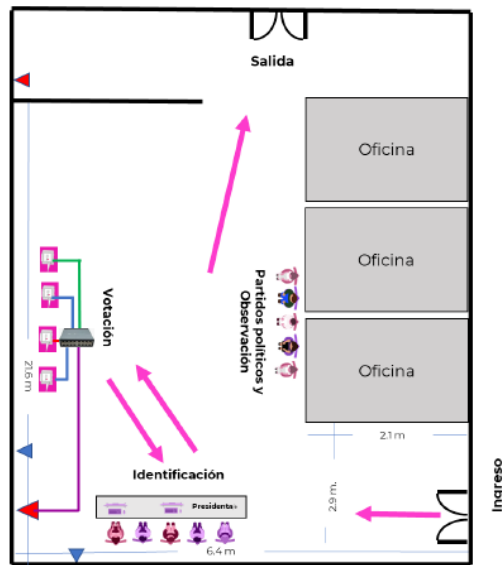 Salida
Oficina
Oficina
Oficina
Partidos políticos y
Observación
Votación
21.6 m
2.1 m
2.9 m.
Ingreso
Identificación
Presidente
6.4 m